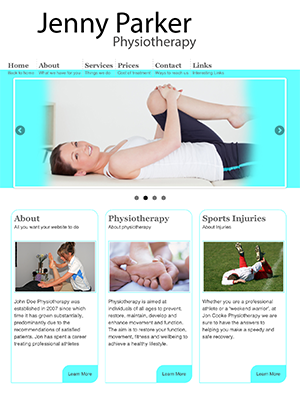 Jenny Parker
Physiotherapy
Home About Services Prices Contact Links
Back to home What we have for you Things we do Cost of treatment Ways to reach us Interesting Links
About
All you want your website to do
John Doe Physiotherapy was
established in 2007 since which
time it has grown substantially,
predominantly due to the
recommendations of satisfied
patients. Jon has spent a career
treating professional athletes
Learn More
Physiotherapy
About physiotherapy
Physiotherapy is aimed at
individuals of all ages to prevent,
restore, maintain, develop and
enhance movement and function.
The aim is to restore your function,
movement, fitness and wellbeing to
achieve a healthy lifestyle.
Learn More
Sports Injuries
About Injuries
Whether you are a professional
athlete or a "weekend warrior", at
Jon Cooke Physiotherapy we are
sure to have the answers to
helping you make a speedy and
safe recovery.
Learn More